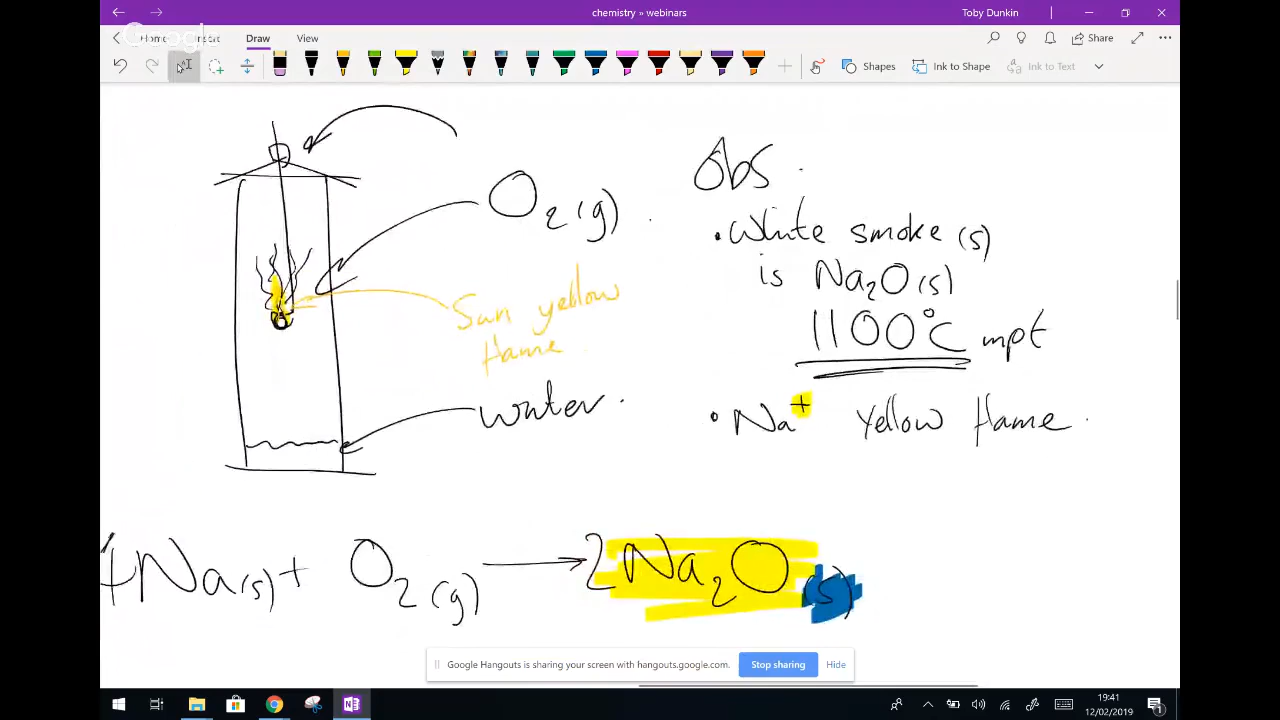 chemistry » webinars
Toby Dunkin
Google
Home
Insert
Draw
View
Share
Shapes
Ink to Shape
Ink to Text
O₂(g).
Sun yellow
flame.
water.
Obs.
• White smoke (s)
is Na₂O(s)
1100°C mpt
• Na⁺ yellow flame.
4Na(s) + O₂(g) → 2Na₂O(s)
Google Hangouts is sharing your screen with hangouts.google.com.
Stop sharing
Hide
19:41
12/02/2019